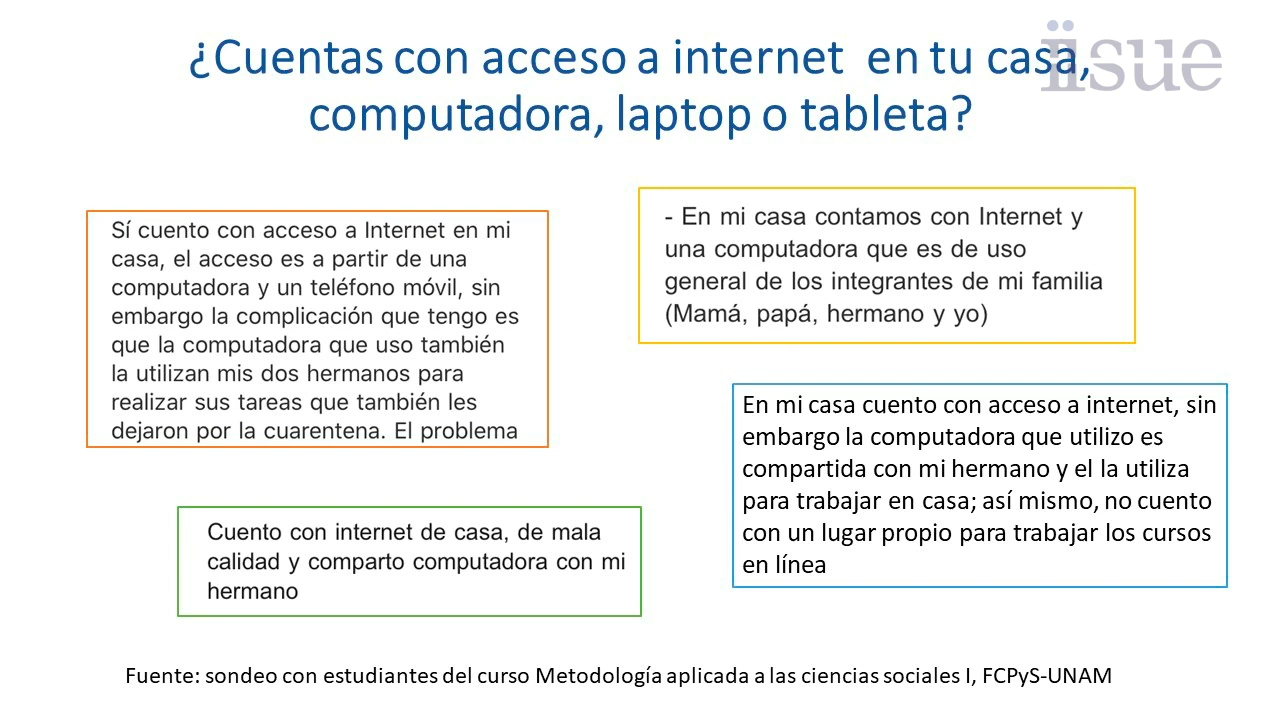 ¿Cuentas con acceso a internet  en tu casa,
computadora, laptop o tableta?
iisue
Sí cuento con acceso a Internet en mi
casa, el acceso es a partir de una
computadora y un teléfono móvil, sin
embargo la complicación que tengo es
que la computadora que uso también
la utilizan mis dos hermanos para
realizar sus tareas que también les
dejaron por la cuarentena. El problema
- En mi casa contamos con Internet y
una computadora que es de uso
general de los integrantes de mi familia
(Mamá, papá, hermano y yo)
En mi casa cuento con acceso a internet, sin
embargo la computadora que utilizo es
compartida con mi hermano y el la utiliza
para trabajar en casa; así mismo, no cuento
con un lugar propio para trabajar los cursos
en línea
Cuento con internet de casa, de mala
calidad y comparto computadora con mi
hermano
Fuente: sondeo con estudiantes del curso Metodología aplicada a las ciencias sociales I, FCPyS-UNAM